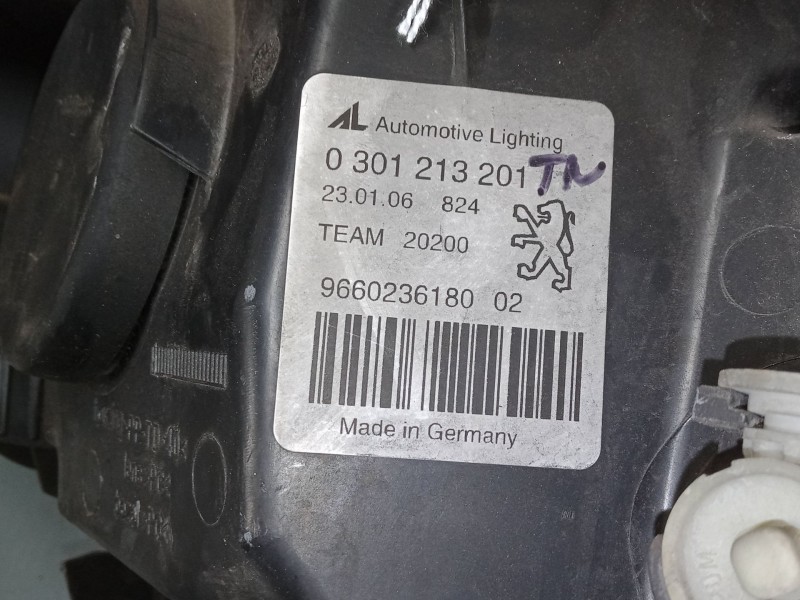 AL Automotive Lighting
0 301 213 201 TN
23.01.06 824
TEAM 20200
9660236180 02
Made in Germany